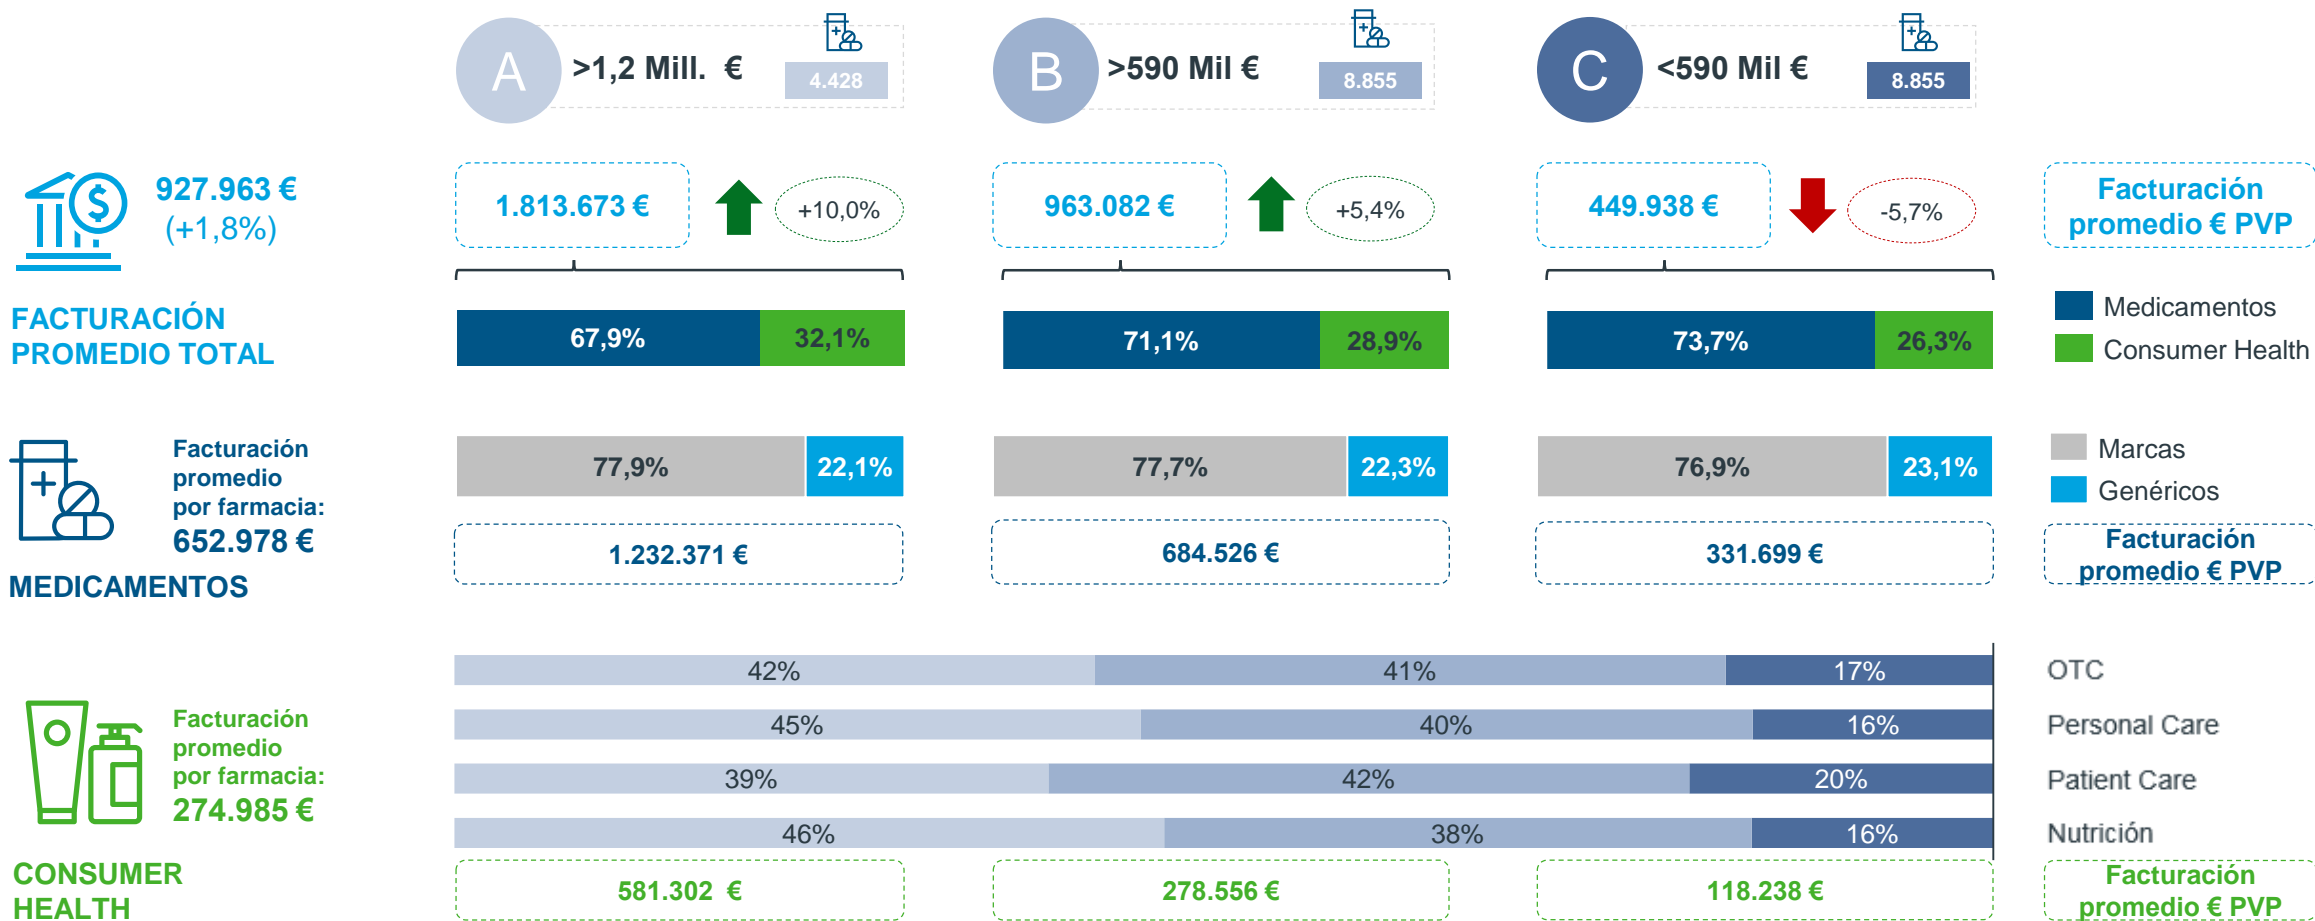 A
>1,2 Mill. €
4.428
B
>590 Mil €
8.855
C
<590 Mil €
8.855
927.963 €
(+1,8%)
FACTURACIÓN
PROMEDIO TOTAL
1.813.673 €
+10,0%
963.082 €
+5,4%
449.938 €
-5,7%
Facturación
promedio € PVP
67,9%
32,1%
71,1%
28,9%
73,7%
26,3%
Medicamentos
Consumer Health
Facturación
promedio
por farmacia:
652.978 €
MEDICAMENTOS
77,9%
22,1%
77,7%
22,3%
76,9%
23,1%
Marcas
Genéricos
1.232.371 €
684.526 €
331.699 €
Facturación
promedio € PVP
42%
41%
17%
OTC
45%
40%
16%
Personal Care
39%
42%
20%
Patient Care
46%
38%
16%
Nutrición
Facturación
promedio
por farmacia:
274.985 €
CONSUMER
HEALTH
581.302 €
278.556 €
118.238 €
Facturación
promedio € PVP